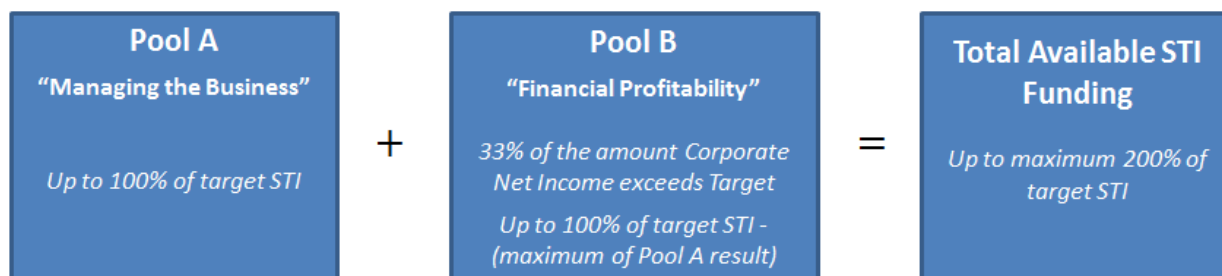 Pool A
“Managing the Business”
Up to 100% of target STI
+
Pool B
“Financial Profitability”
33% of the amount Corporate
Net Income exceeds Target
Up to 100% of target STI -
(maximum of Pool A result)
=
Total Available STI
Funding
Up to maximum 200% of
target STI